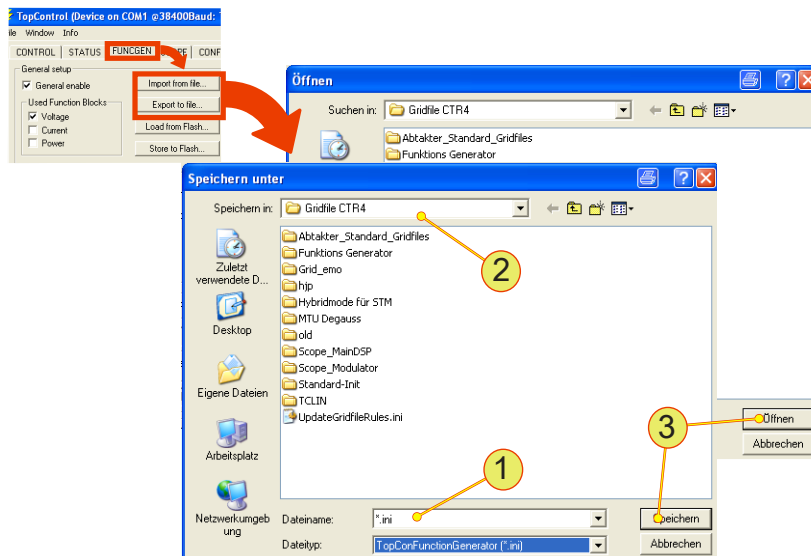 TopControl (Device on COM1 @38400Baud:
Window Info
CONTROL STATUS FUNCGEN CONF
General setup
General enable
Import from file...
Used Function Blocks
Export to file...
Voltage
Current
Load from Flash...
Power
Store to Flash...
Öffnen
Suchen in: Gridfile CTR4
Abtakter_Standard_Gridfiles
Funktions Generator
Speichern unter
Speichern in: Gridfile CTR4
Abtakter_Standard_Gridfiles
Funktions Generator
Grid_emo
hjp
Hybridmode für STM
MTU Degauss
old
Scope_MainDSP
Scope_Modulator
Standard-Init
TCLIN
UpdateGridfileRules.ini
Zuletzt
verwendete D...
Desktop
Eigene Dateien
Arbeitsplatz
Netzwerkumgeb
ung
2
1
3
Öffnen
Abbrechen
Dateiname: *.ini
Speichern
Dateityp: TopConFunctionGenerator (*.ini)
Abbrechen